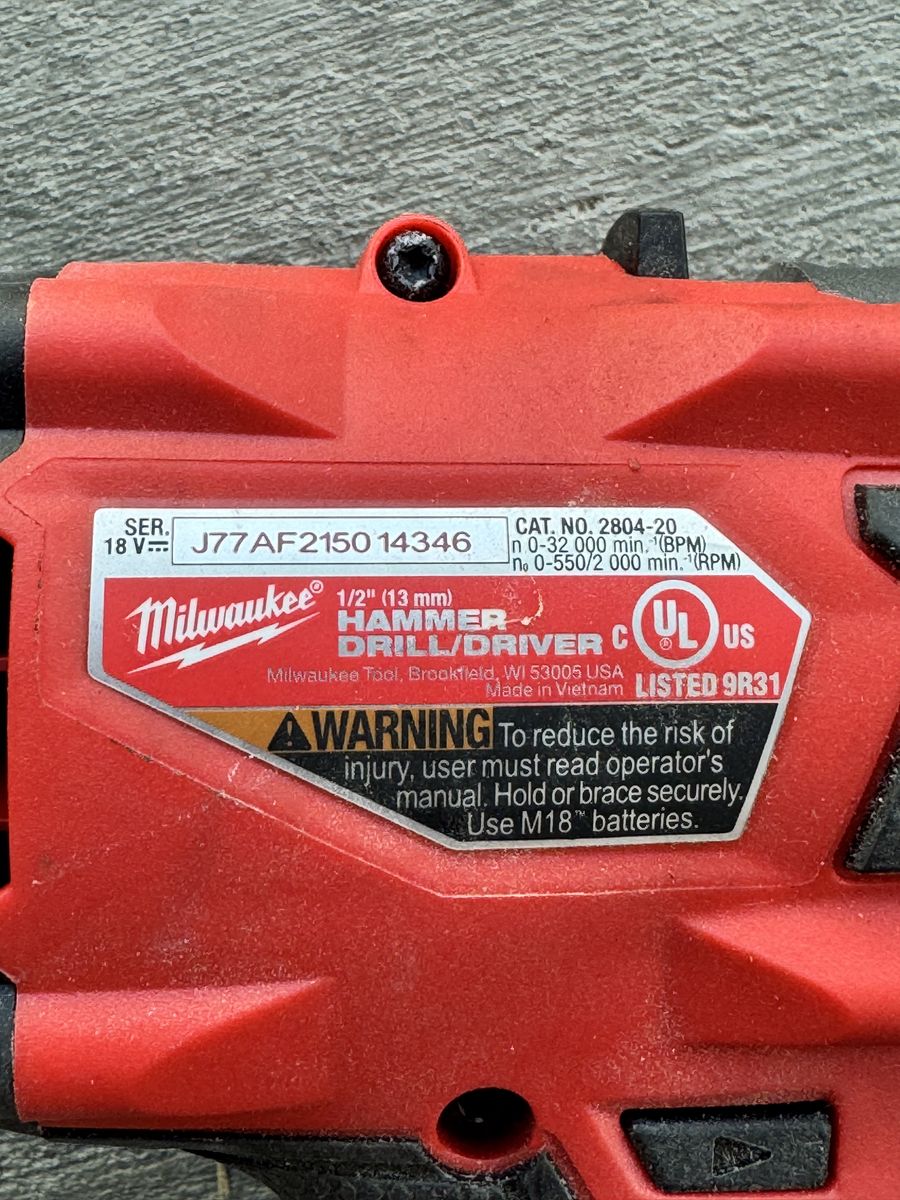 SER. J77AF215014346 CAT. NO. 2804-20
18 V⎓ n 0-32 000 min.⁻¹(BPM)
n₀ 0-550/2 000 min.⁻¹(RPM)
Milwaukee®
1/2" (13 mm)
HAMMER
DRILL/DRIVER
C UL® US
Milwaukee Tool, Brookfield, WI 53005 USA
Made in Vietnam LISTED 9R31
WARNING To reduce the risk of
injury, user must read operator's
manual. Hold or brace securely.
Use M18™ batteries.